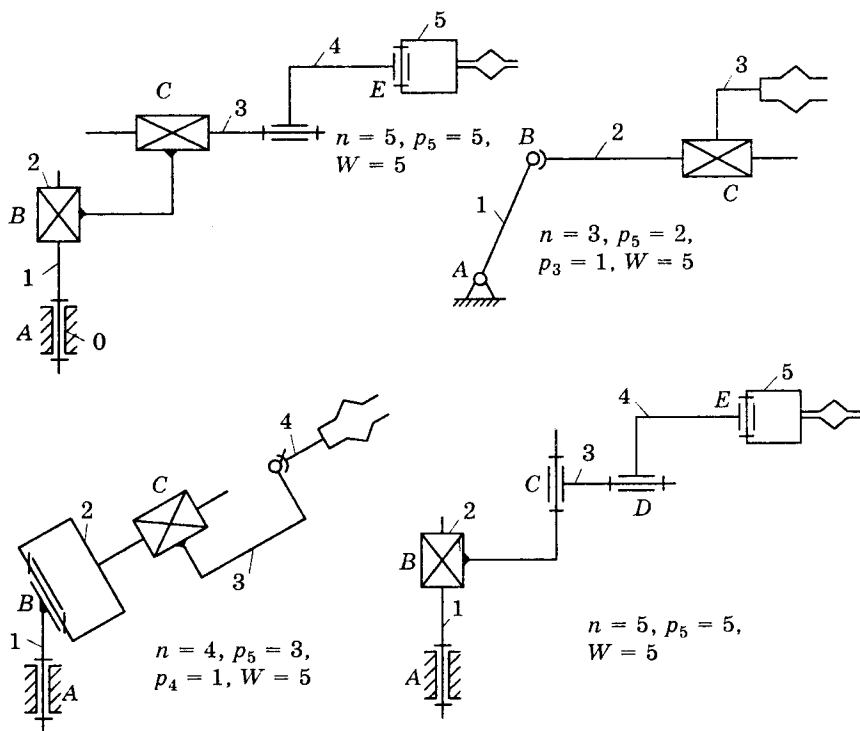 5
4
E
C
3
n = 5, p₅ = 5,
W = 5
2
B
1
A
0
3
B
2
C
1
A
n = 3, p₅ = 2,
p₃ = 1, W = 5
4
C
2
3
B
1
A
n = 4, p₅ = 3,
p₄ = 1, W = 5
5
E
4
C
3
D
2
B
1
A
n = 5, p₅ = 5,
W = 5